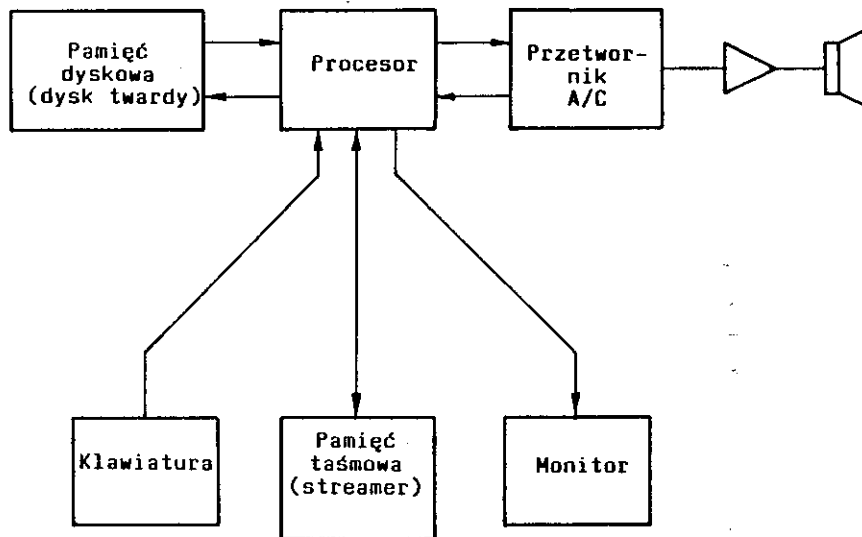 Pamięć
dyskowa
(dysk twardy)
Procesor
Przetwor-
nik
A/C
Klawiatura
Pamięć
taśmowa
(streamer)
Monitor